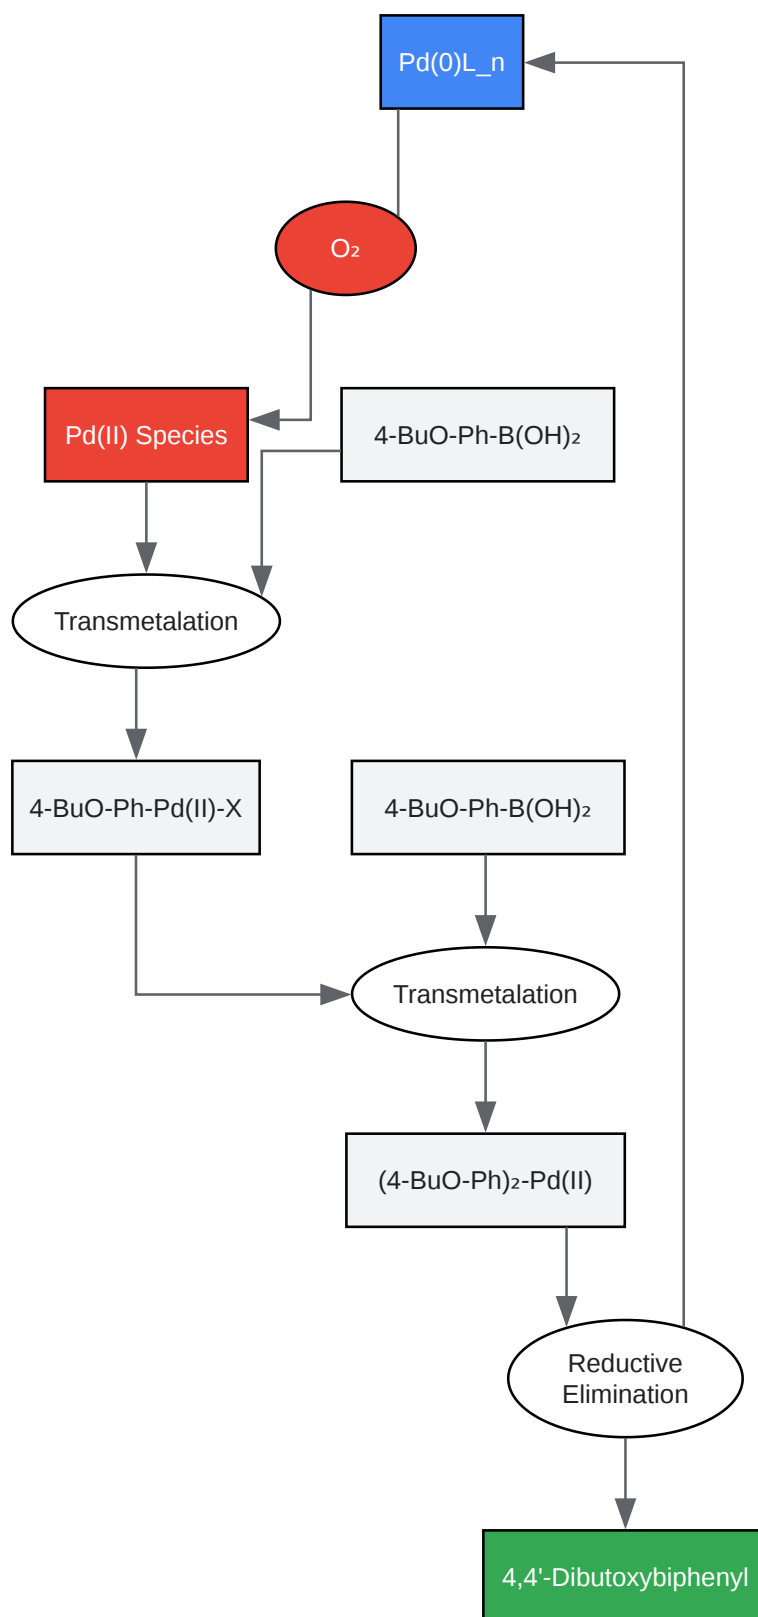 Pd(0)L_n
O₂
Pd(II) Species
4-BuO-Ph-B(OH)₂
Transmetalation
4-BuO-Ph-Pd(II)-X
4-BuO-Ph-B(OH)₂
Transmetalation
(4-BuO-Ph)₂-Pd(II)
Reductive
Elimination
4,4'-Dibutoxybiphenyl